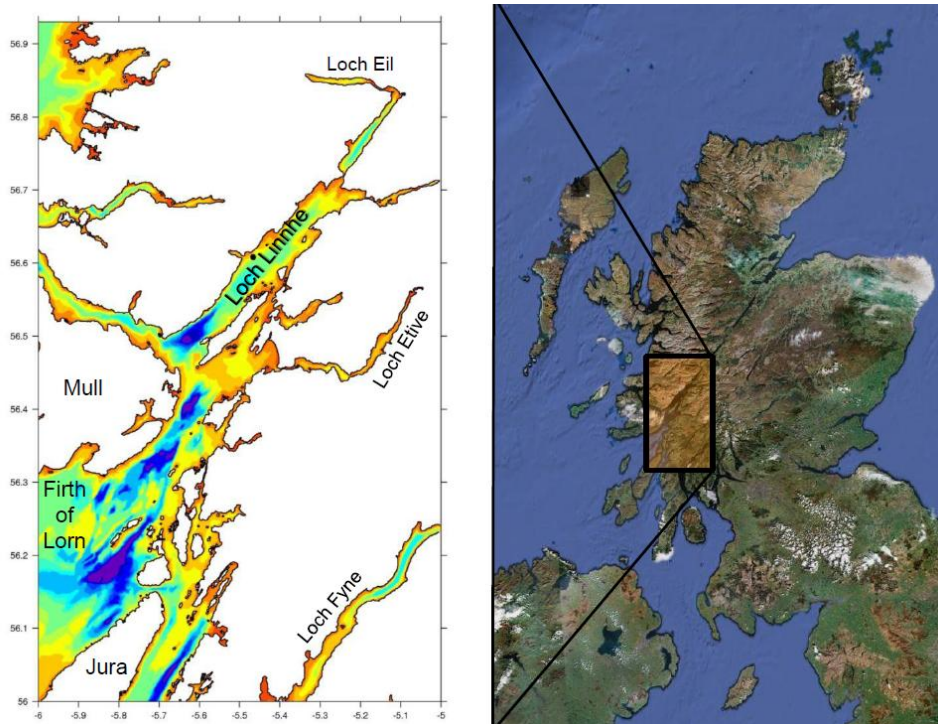 56.9
56.8
56.7
56.6
56.5
56.4
56.3
56.2
56.1
56
Loch Eil
Loch Linnhe
Loch Etive
Mull
Firth
of
Lorn
Loch Fyne
Jura
-6
-5.9
-5.8
-5.7
-5.6
-5.5
-5.4
-5.3
-5.2
-5.1
-5